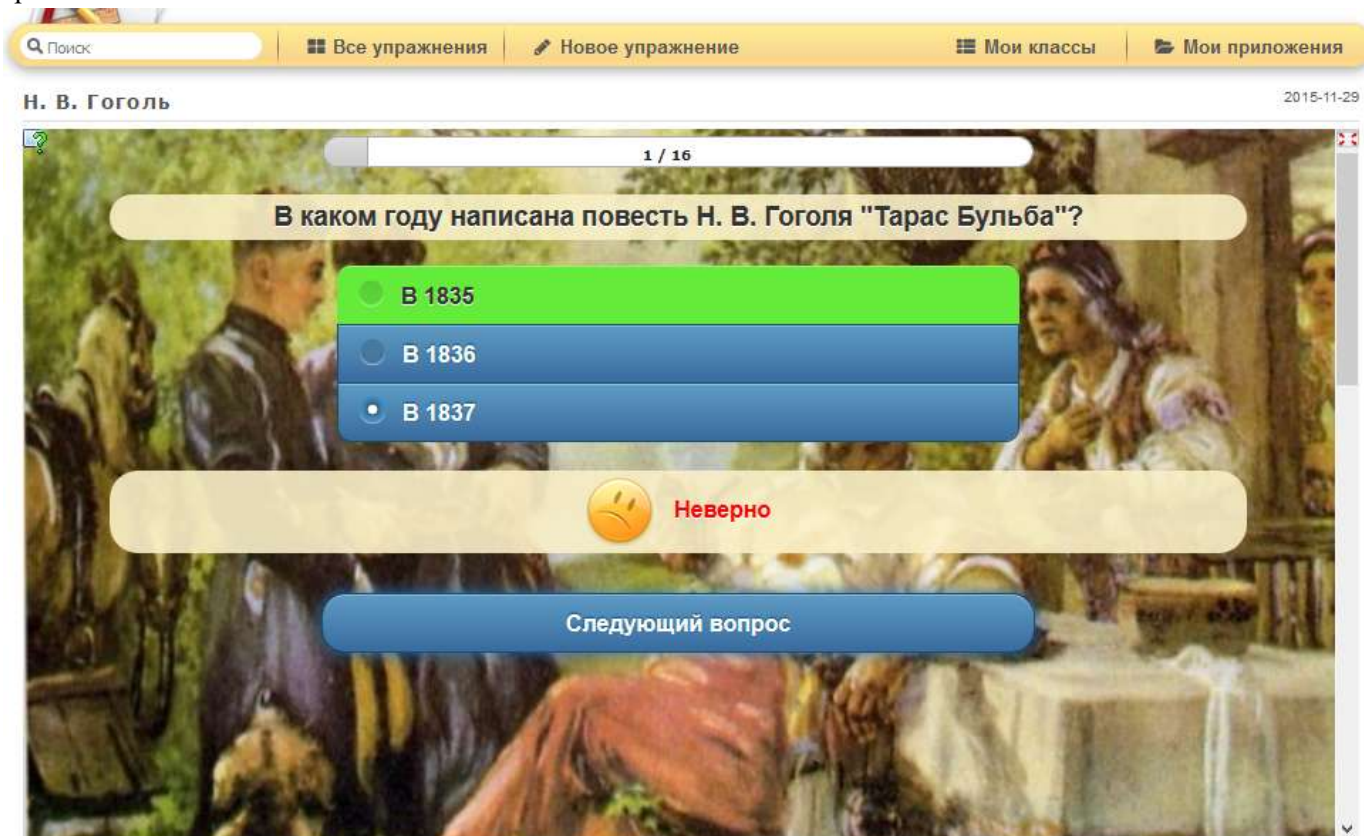 Поиск
Все упражнения
Новое упражнение
Мои классы
Мои приложения
Н. В. Гоголь
2015-11-29
1 / 16
В каком году написана повесть Н. В. Гоголя "Тарас Бульба"?
В 1835
В 1836
В 1837
Неверно
Следующий вопрос